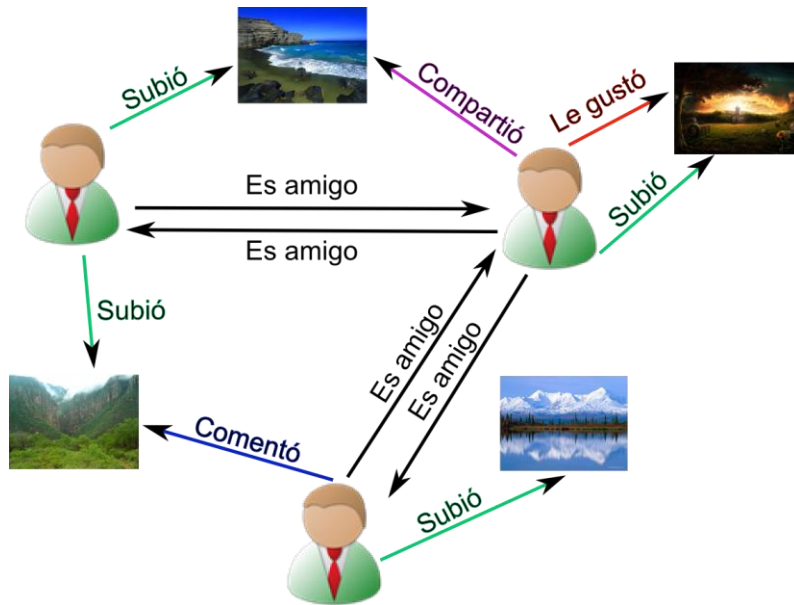 Subió
Compartió
Le gustó
Es amigo
Subió
Es amigo
Subió
Es amigo
Es amigo
Comentó
Subió